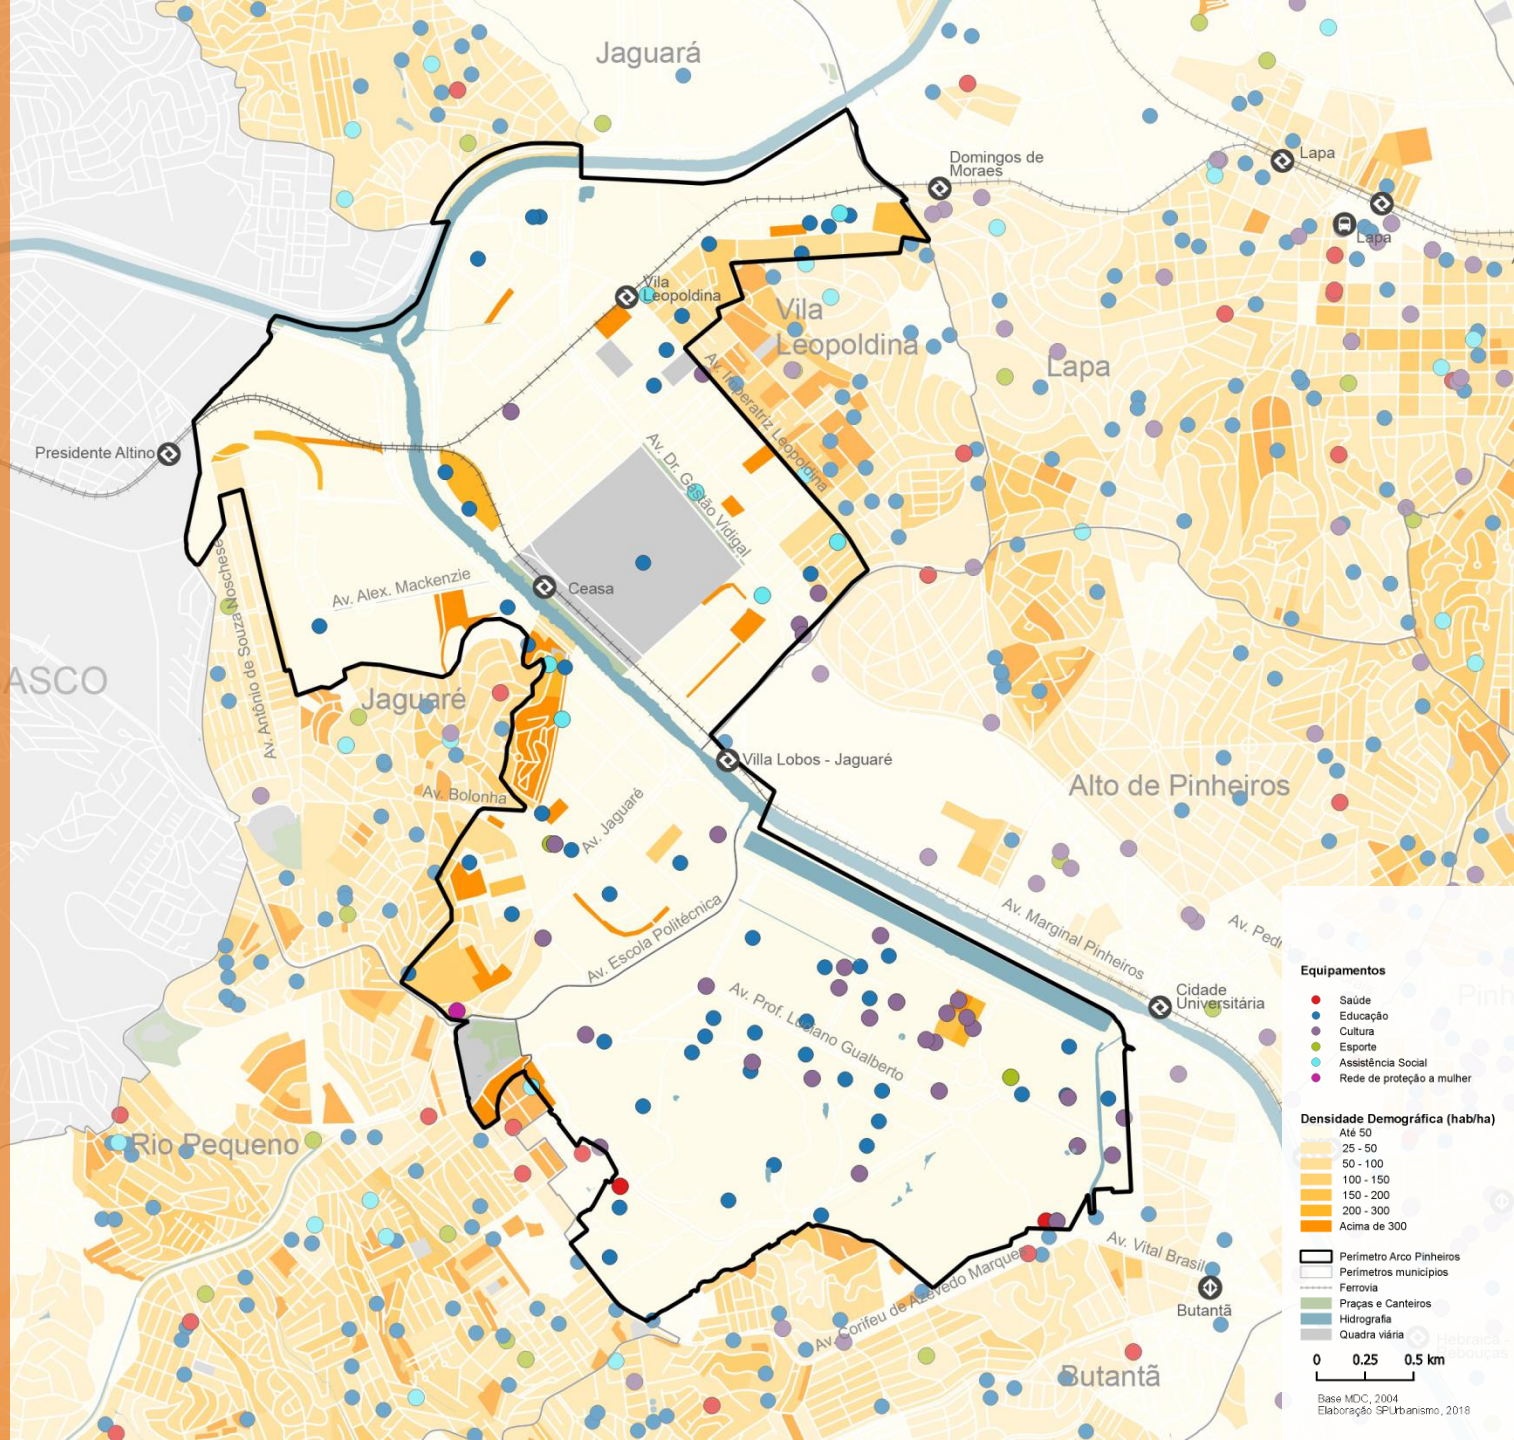 Jaguará
Domingos de
Moraes
Lapa
Lapa
Vila
Leopoldina
Vila
Leopoldina
Lapa
Av. Imperatriz Leopoldina
Presidente Altino
Av. Dr. Gastão Vidigal
Av. Antônio de Souza Noschese
Av. Alex. Mackenzie
Ceasa
ASCO
Jaguaré
Villa Lobos - Jaguaré
Alto de Pinheiros
Av. Bolonha
Av. Jaguaré
Av. Escola Politécnica
Av. Marginal Pinheiros
Av. Pedr
Av. Prof. Luciano Gualberto
Cidade
Universitária
Pinh
Rio Pequeno
Av. Vital Brasil
Av. Corifeu de Azevedo Marques
Butantã
Butantã
Equipamentos
Saúde
Educação
Cultura
Esporte
Assistência Social
Rede de proteção a mulher
Densidade Demográfica (hab/ha)
Até 50
25 - 50
50 - 100
100 - 150
150 - 200
200 - 300
Acima de 300
Perímetro Arco Pinheiros
Perímetros municípios
Ferrovia
Praças e Canteiros
Hidrografia
Quadra viária
Hebraica -
Rebouças
0 0.25 0.5 km
Base MDC, 2004
Elaboração SPUrbanismo, 2018